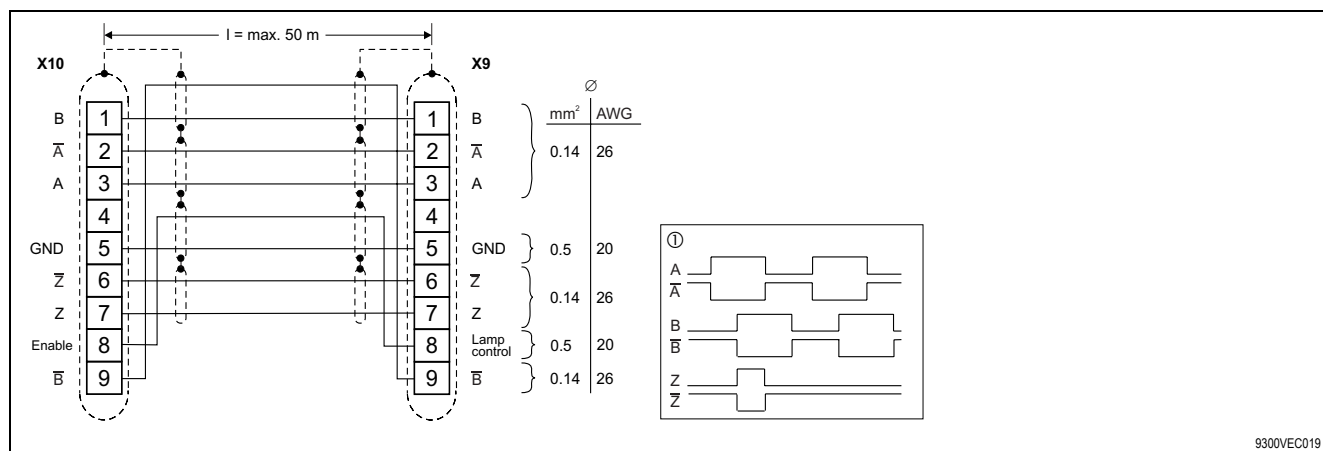 l = max. 50 m
X10
X9
∅
mm² AWG
B 1 1 B
A̅ 2 2 A̅ 0.14 26
A 3 3 A
4 4
GND 5 5 GND 0.5 20
Z̅ 6 6 Z̅
0.14 26
Z 7 7 Z
Enable 8 8 Lamp control 0.5 20
B̅ 9 9 B̅ 0.14 26
①
A
A̅
B
B̅
Z
Z̅
9300VEC019